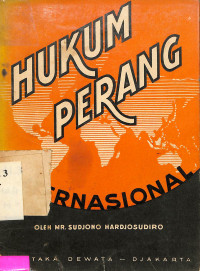 HUKUM
PERANG
ERNASIONAL
OLEH MR. SUDJONO HARDJOSUDIRO
TAKA DEWATA – DJAKARTA
3